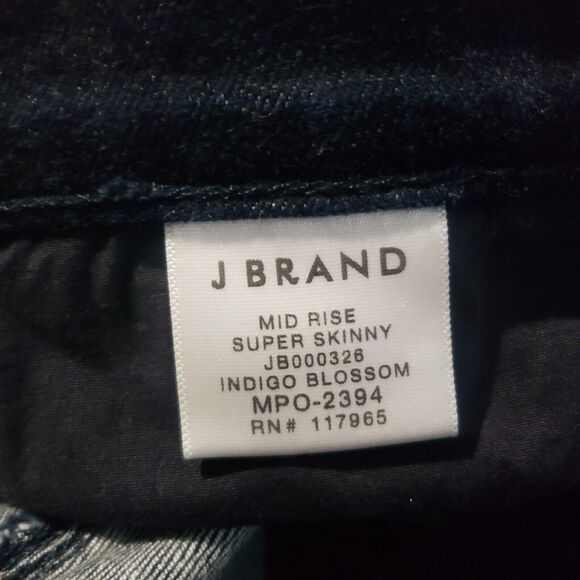 J BRAND
MID RISE
SUPER SKINNY
JB000326
INDIGO BLOSSOM
MPO-2394
RN# 117965